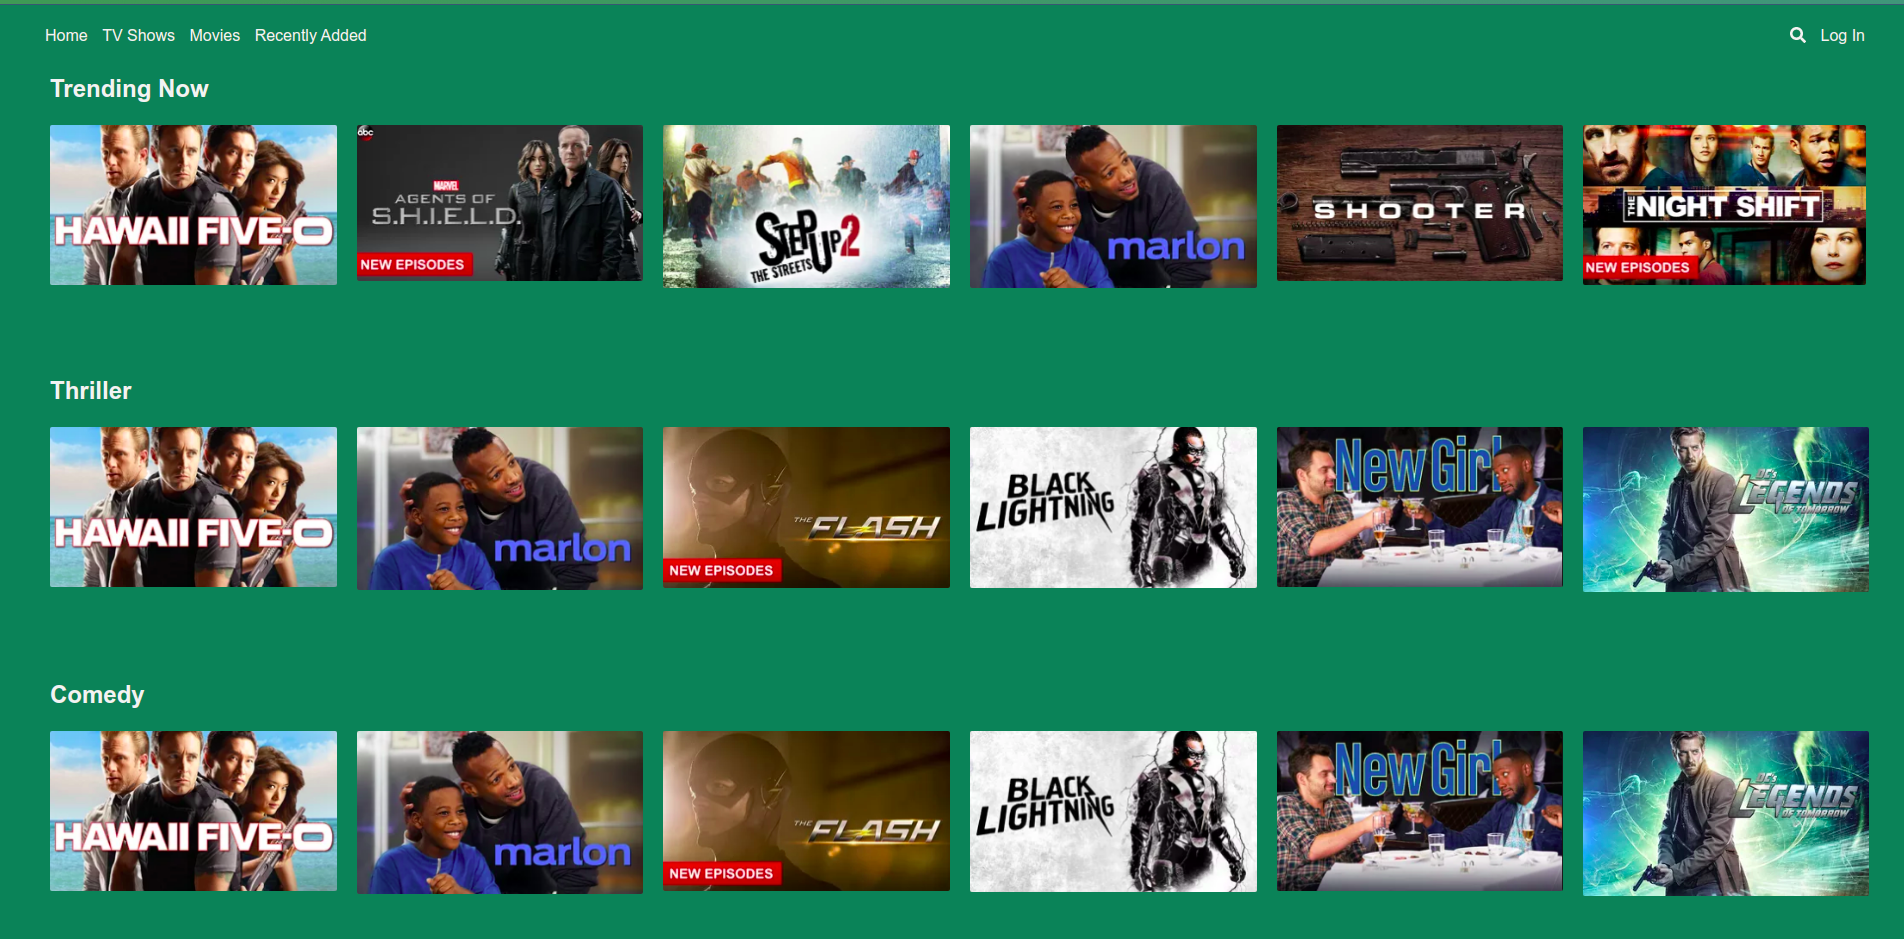 Home TV Shows Movies Recently Added Log In
Trending Now
HAWAII FIVE-O
abc
MARVEL
AGENTS OF
S.H.I.E.L.D.
NEW EPISODES
STEP UP 2
THE STREETS
marlon
SHOOTER
THE NIGHT SHIFT
NEW EPISODES
Thriller
HAWAII FIVE-O
marlon
THE FLASH
NEW EPISODES
BLACK
LIGHTNING
New Girl
DC's
LEGENDS
OF TOMORROW
Comedy
HAWAII FIVE-O
marlon
THE FLASH
NEW EPISODES
BLACK
LIGHTNING
New Girl
DC's
LEGENDS
OF TOMORROW